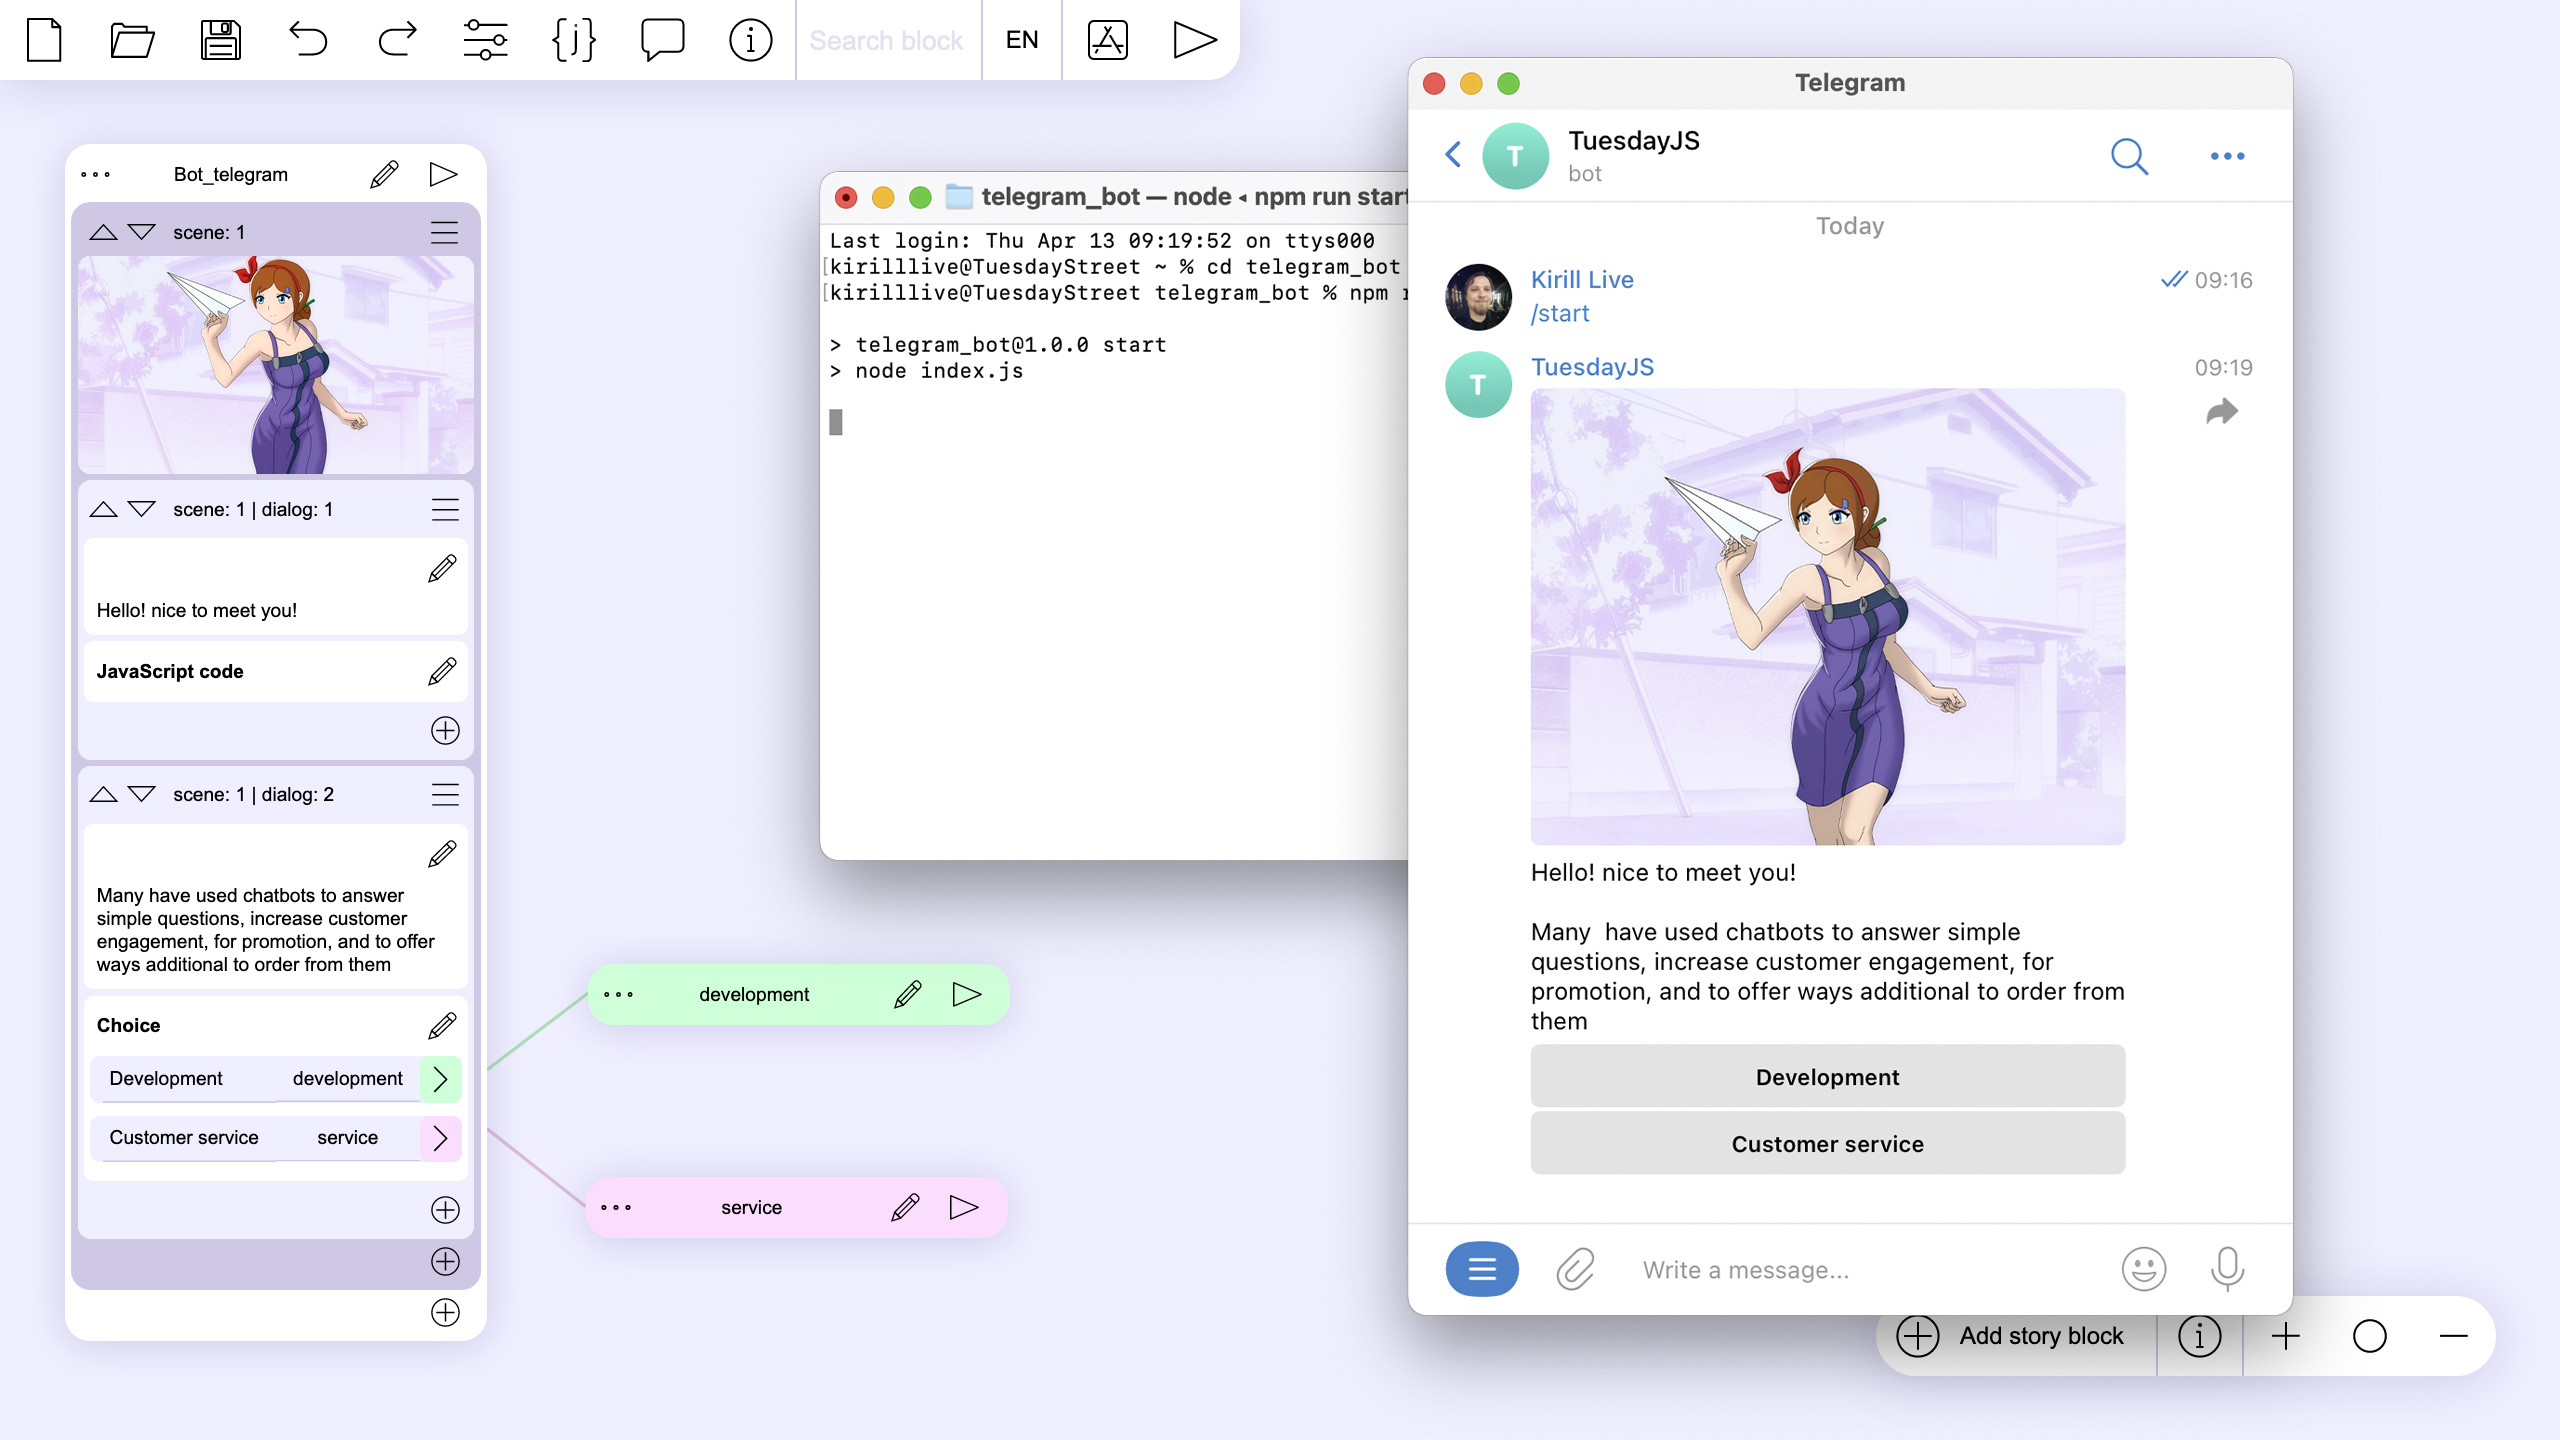 {j}
Search block
EN
Bot_telegram
scene: 1
scene: 1 | dialog: 1
Hello! nice to meet you!
JavaScript code
scene: 1 | dialog: 2
Many have used chatbots to answer
simple questions, increase customer
engagement, for promotion, and to offer
ways additional to order from them
Choice
Development development
Customer service service
development
service
telegram_bot — node ◂ npm run start
Last login: Thu Apr 13 09:19:52 on ttys000
[kirilllive@TuesdayStreet ~ % cd telegram_bot
[kirilllive@TuesdayStreet telegram_bot % npm
> telegram_bot@1.0.0 start
> node index.js
Telegram
T
TuesdayJS
bot
Today
Kirill Live 09:16
/start
T
TuesdayJS 09:19
Hello! nice to meet you!
Many  have used chatbots to answer simple
questions, increase customer engagement, for
promotion, and to offer ways additional to order from
them
Development
Customer service
Write a message...
Add story block